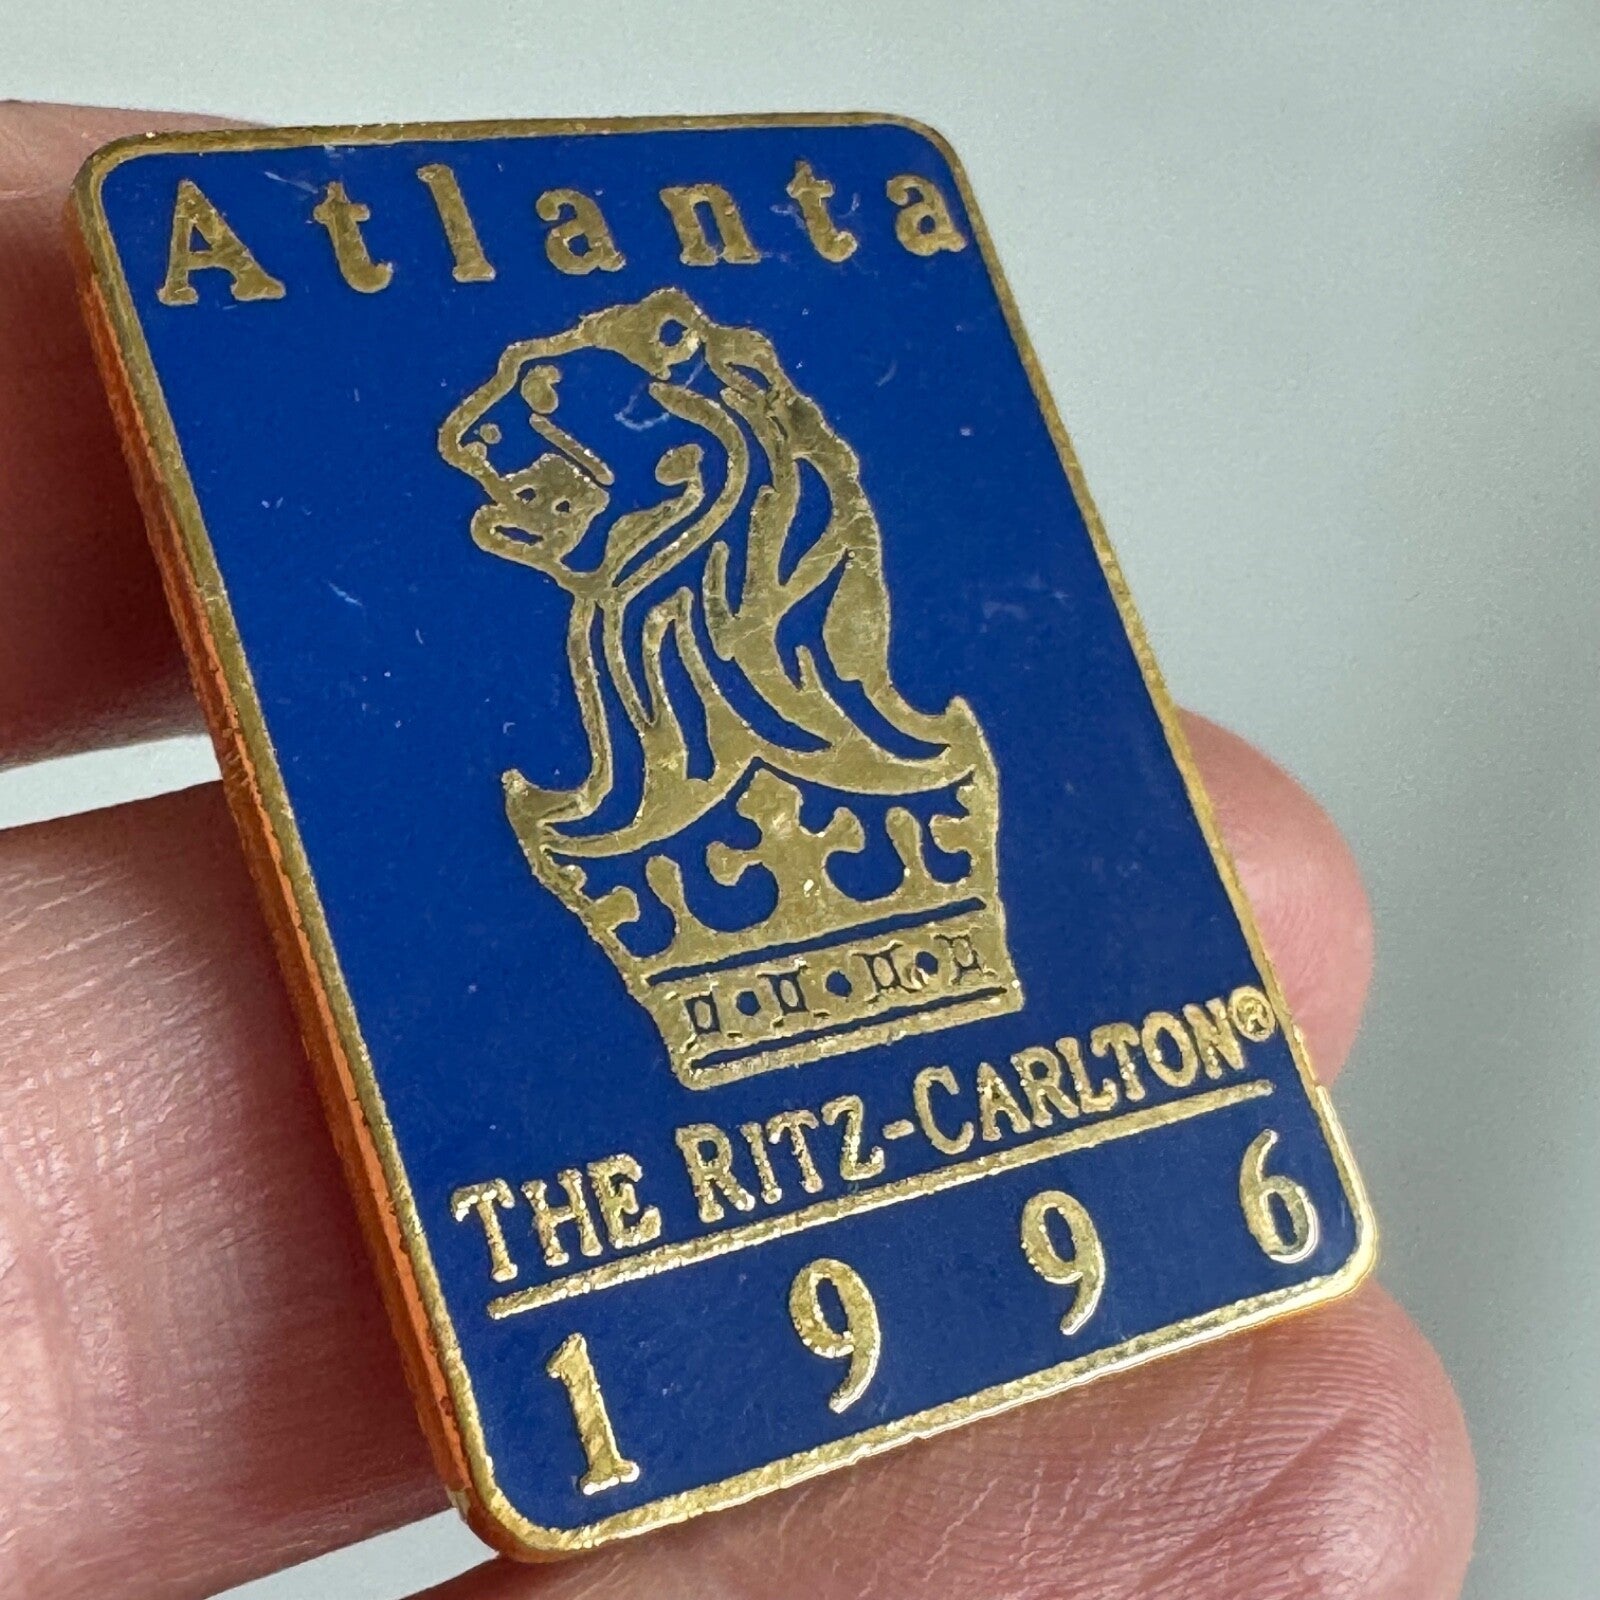 Atlanta
THE RITZ-CARLTON®
1996